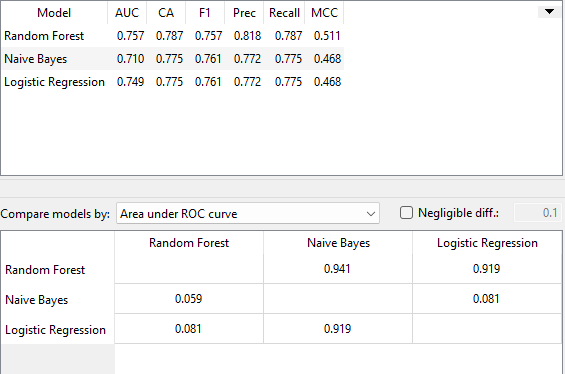 Model AUC CA F1 Prec Recall MCC
Random Forest 0.757 0.787 0.757 0.818 0.787 0.511
Naive Bayes 0.710 0.775 0.761 0.772 0.775 0.468
Logistic Regression 0.749 0.775 0.761 0.772 0.775 0.468
Compare models by: Area under ROC curve Negligible diff.: 0.1
Random Forest Naive Bayes Logistic Regression
Random Forest 0.941 0.919
Naive Bayes 0.059 0.081
Logistic Regression 0.081 0.919